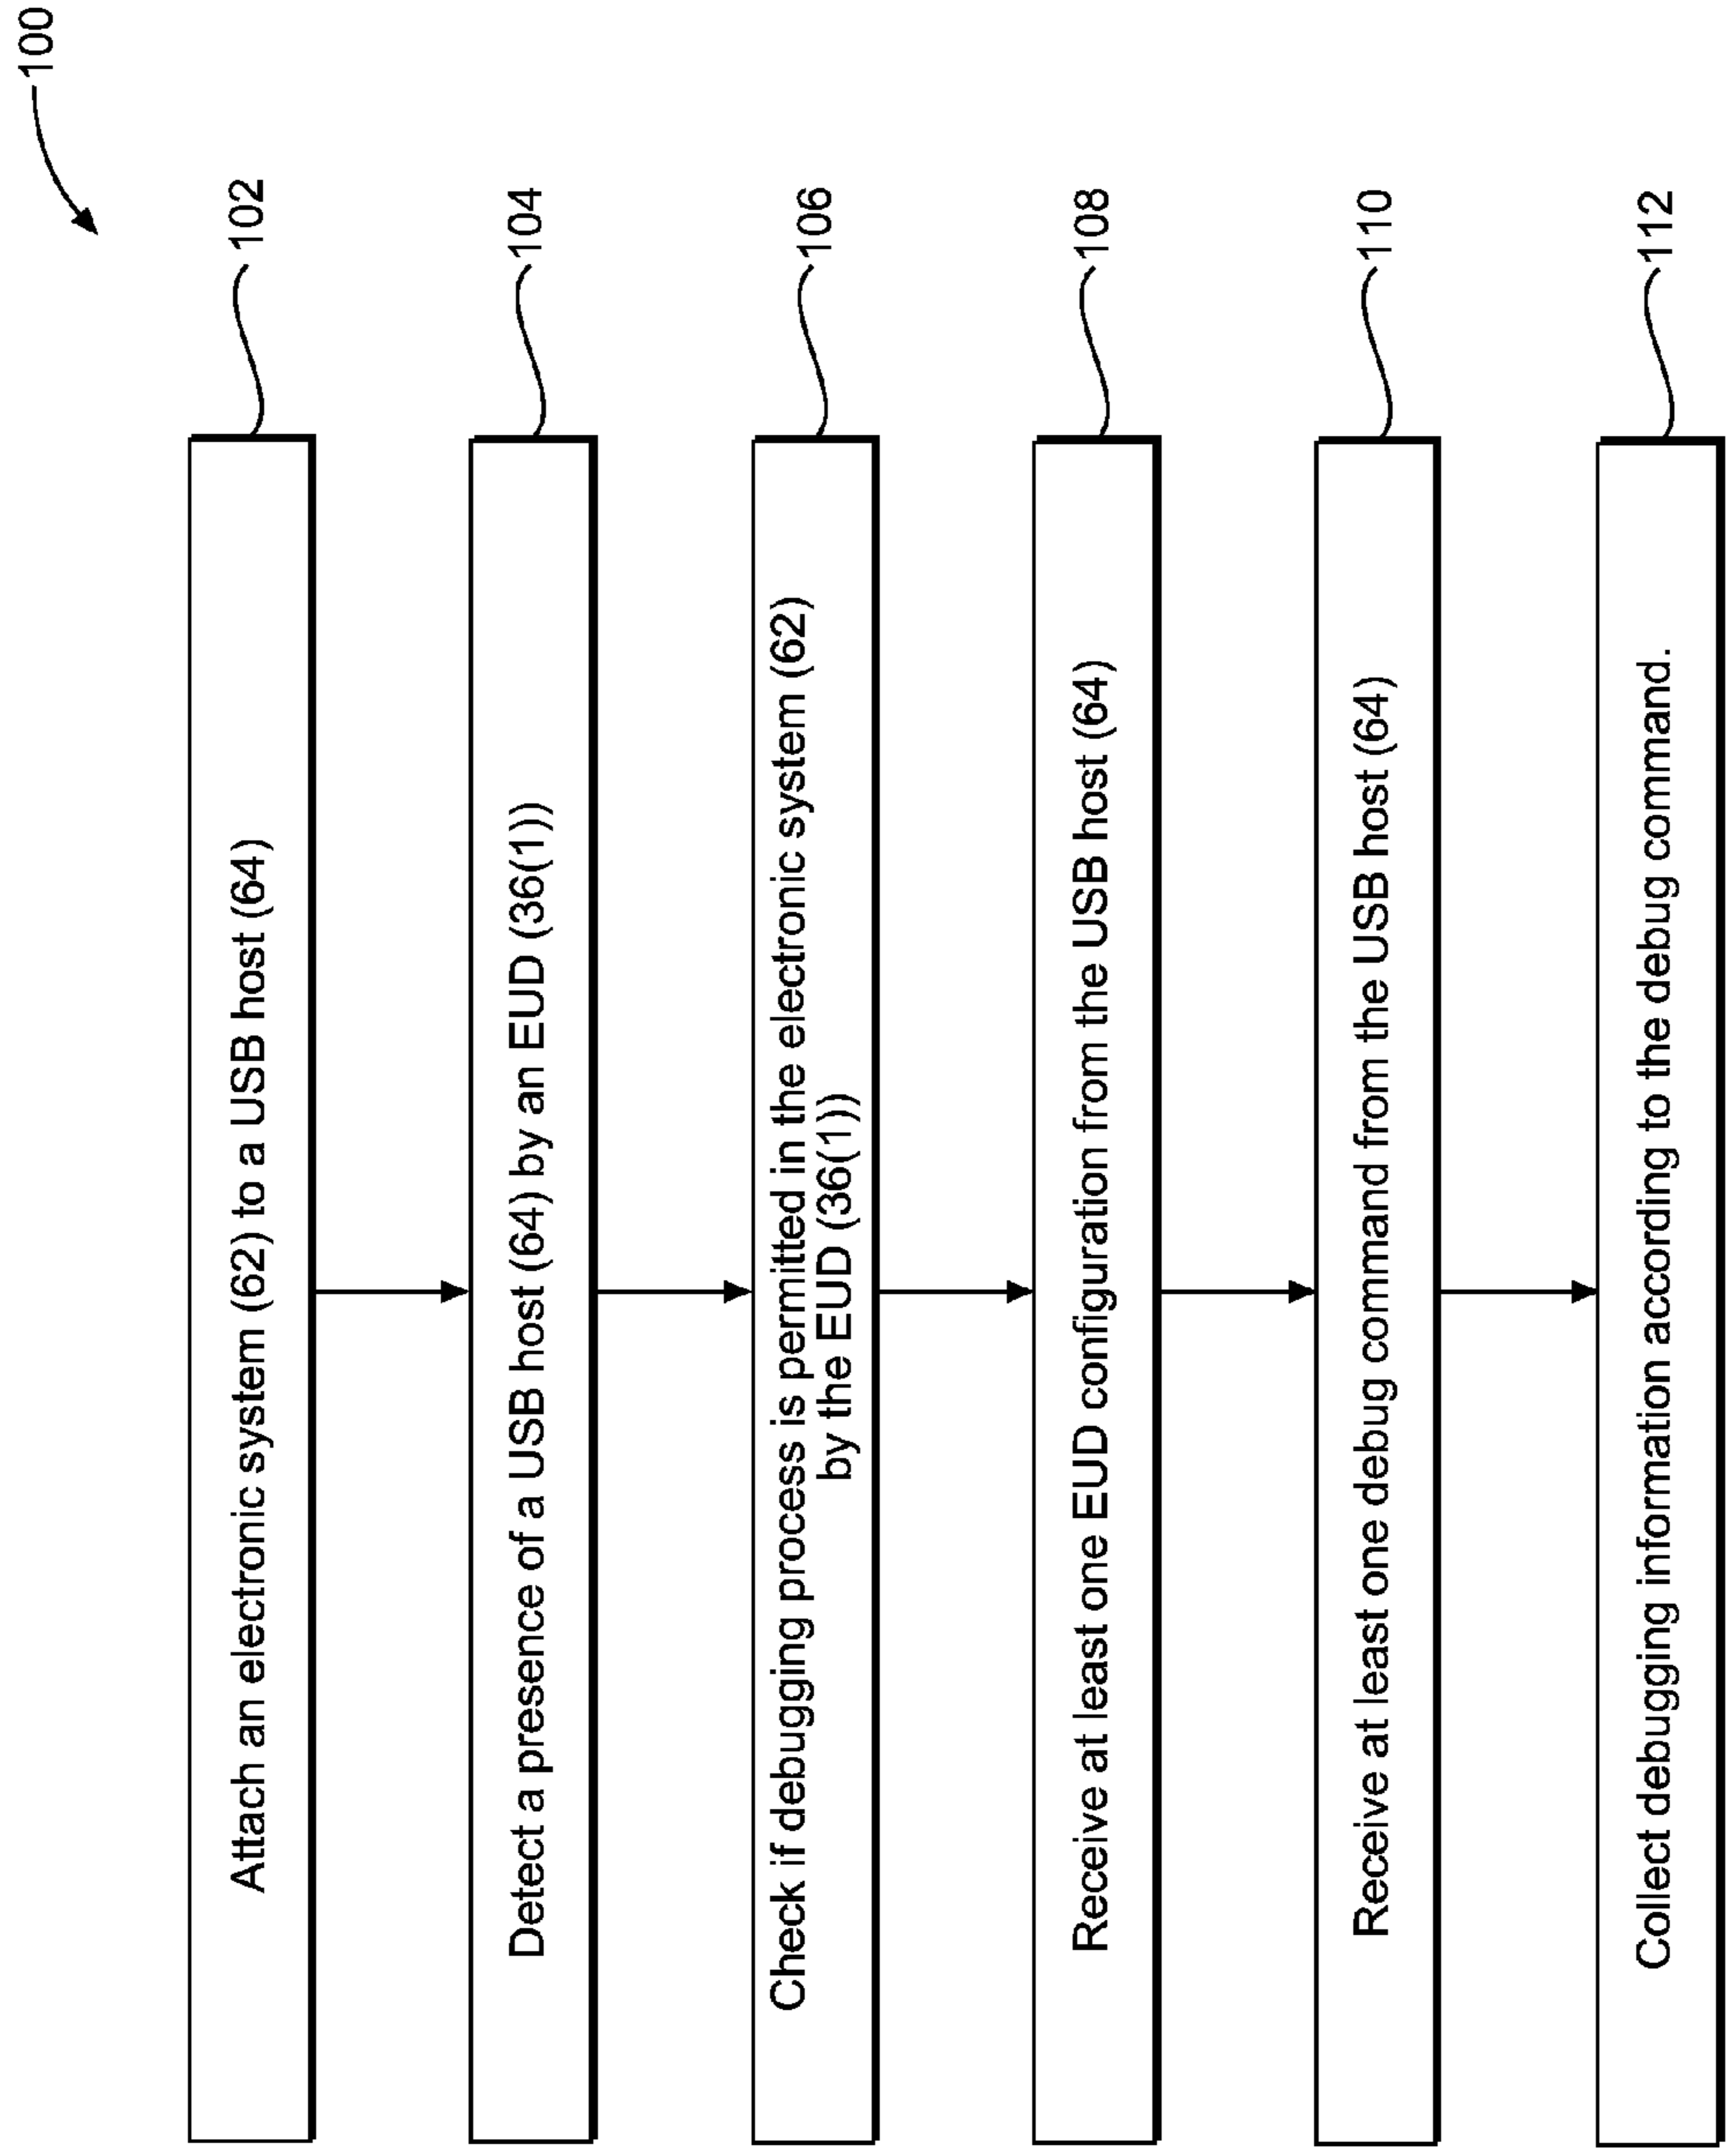 100
Attach an electronic system (62) to a USB host (64)
102
Detect a presence of a USB host (64) by an EUD (36(1))
104
Check if debugging process is permitted in the electronic system (62)
by the EUD (36(1))
106
Receive at least one EUD configuration from the USB host (64)
108
Receive at least one debug command from the USB host (64)
110
Collect debugging information according to the debug command.
112